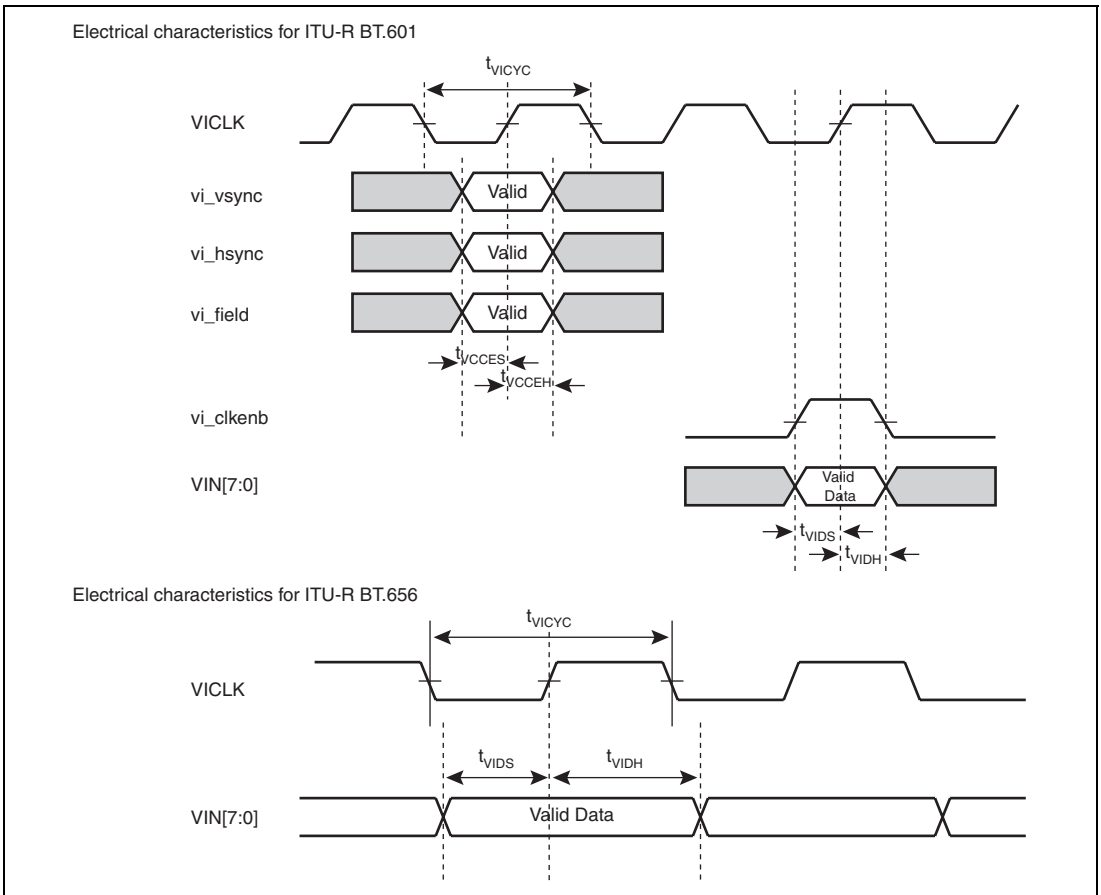 Electrical characteristics for ITU-R BT.601
tVICYC
VICLK
vi_vsync
Valid
vi_hsync
Valid
vi_field
Valid
tVCCES
tVCCEH
vi_clkenb
VIN[7:0]
Valid
Data
tVIDS
tVIDH
Electrical characteristics for ITU-R BT.656
tVICYC
VICLK
tVIDS
tVIDH
VIN[7:0]
Valid Data